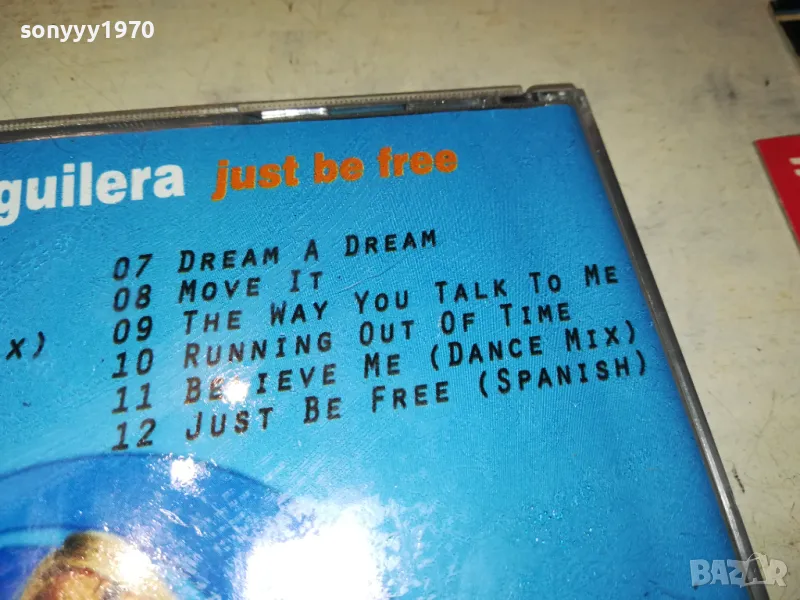 sonyyy1970
guilera just be free
07 DREAM A DREAM
08 MOVE IT
09 THE WAY YOU TALK TO ME
X) 10 RUNNING OUT OF TIME
11 BELIEVE ME (DANCE MIX)
12 JUST BE FREE (SPANISH)
BAZAR